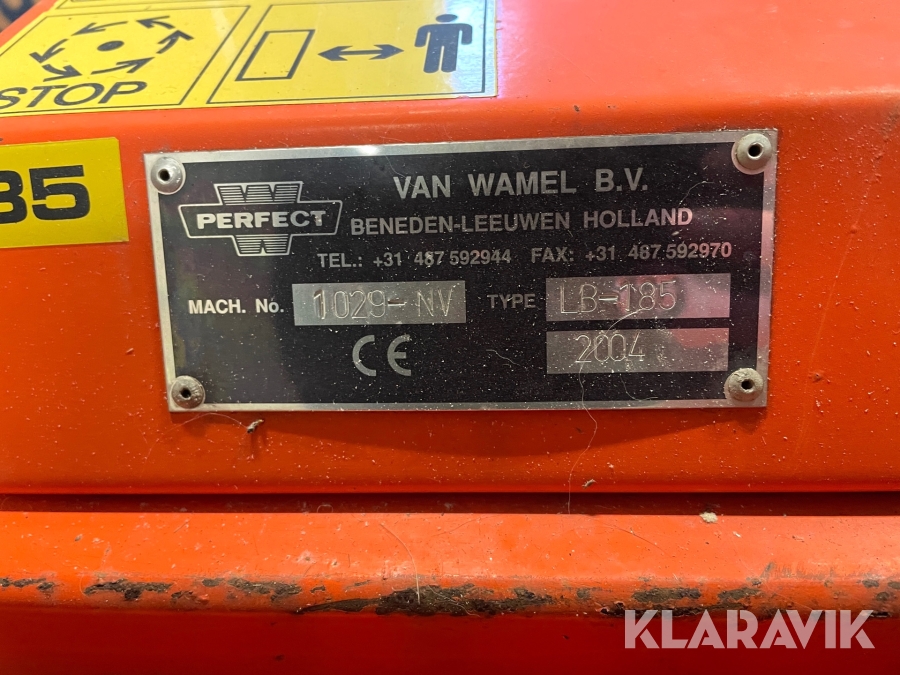 STOP
85
W
PERFECT
W
VAN WAMEL B.V.
BENEDEN-LEEUWEN HOLLAND
TEL.: +31 487 592944 FAX: +31 487 592970
MACH. No. 1029-NV TYPE LB-185
CE 2004
KLARAVIK